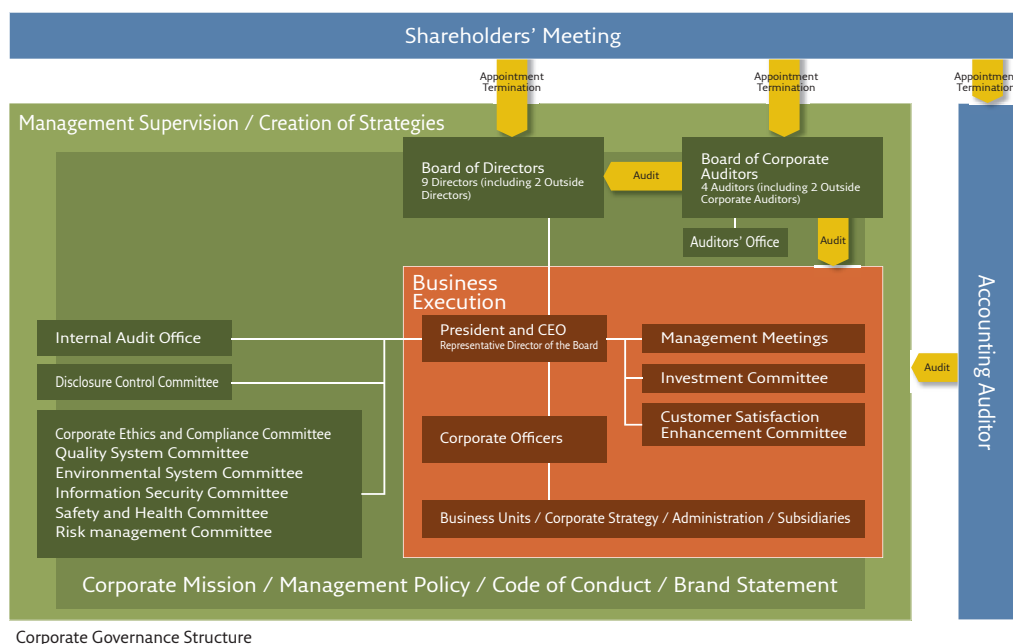 Shareholders' Meeting
Appointment
Termination
Appointment
Termination
Appointment
Termination
Management Supervision / Creation of Strategies
Board of Directors
9 Directors (including 2 Outside
Directors)
Audit
Board of Corporate
Auditors
4 Auditors (including 2 Outside
Corporate Auditors)
Auditors' Office
Audit
Business
Execution
Internal Audit Office
President and CEO
Representative Director of the Board
Management Meetings
Disclosure Control Committee
Investment Committee
Audit
Accounting Auditor
Corporate Ethics and Compliance Committee
Quality System Committee
Environmental System Committee
Information Security Committee
Safety and Health Committee
Risk management Committee
Corporate Officers
Customer Satisfaction
Enhancement Committee
Business Units / Corporate Strategy / Administration / Subsidiaries
Corporate Mission / Management Policy / Code of Conduct / Brand Statement
Corporate Governance Structure